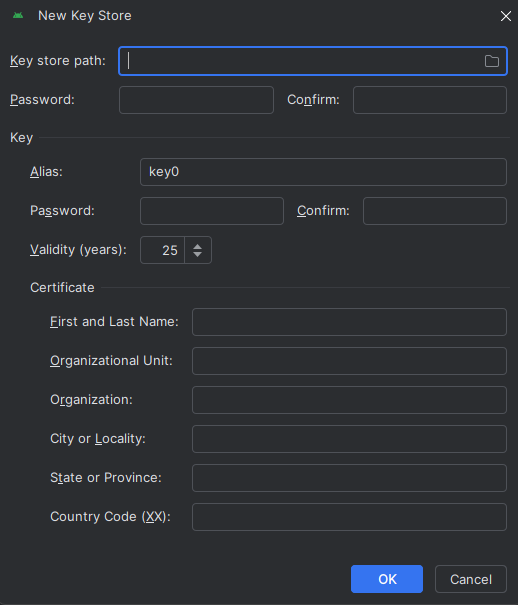 New Key Store
Key store path:
Password: Confirm:
Key
Alias: key0
Password: Confirm:
Validity (years): 25
Certificate
First and Last Name:
Organizational Unit:
Organization:
City or Locality:
State or Province:
Country Code (XX):
OK Cancel